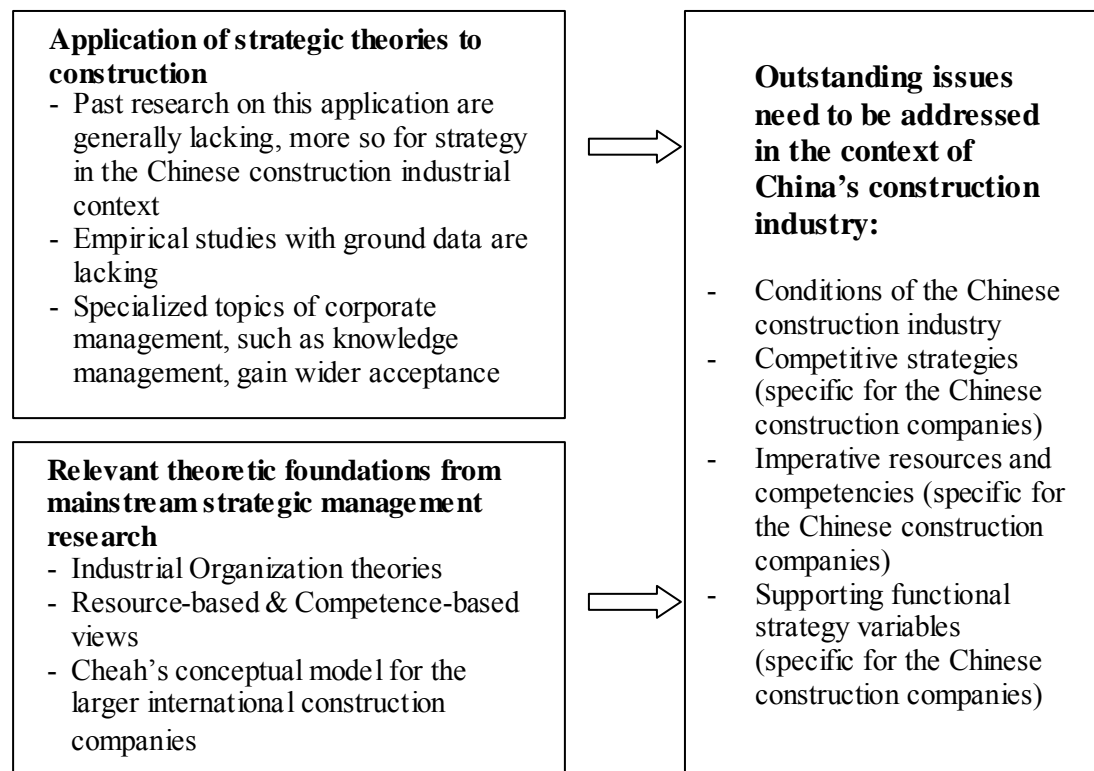 Application of strategic theories to
construction
- Past research on this application are
generally lacking, more so for strategy
in the Chinese construction industrial
context
- Empirical studies with ground data are
lacking
- Specialized topics of corporate
management, such as knowledge
management, gain wider acceptance
Relevant theoretic foundations from
mainstream strategic management
research
- Industrial Organization theories
- Resource-based & Competence-based
views
- Cheah’s conceptual model for the
larger international construction
companies
Outstanding issues
need to be addressed
in the context of
China’s construction
industry:
- Conditions of the Chinese
construction industry
- Competitive strategies
(specific for the Chinese
construction companies)
- Imperative resources and
competencies (specific for
the Chinese construction
companies)
- Supporting functional
strategy variables
(specific for the Chinese
construction companies)